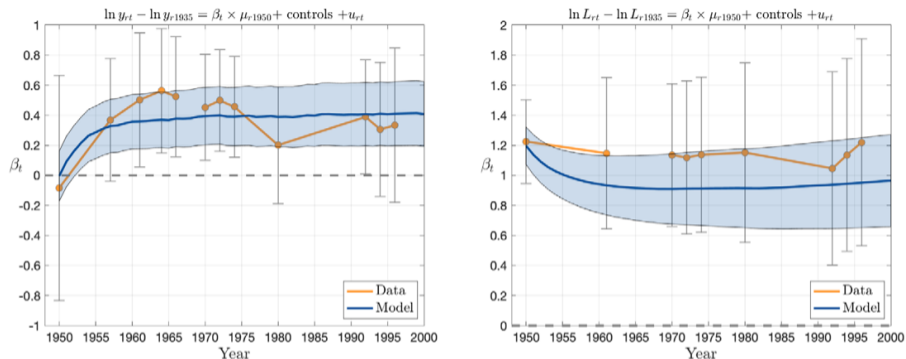 ln y_rt − ln y_r1935 = β_t × μ_r1950 + controls + u_rt
1
0.8
0.6
0.4
0.2
β_t
0
-0.2
-0.4
-0.6
-0.8
-1
Data
Model
1950 1955 1960 1965 1970 1975 1980 1985 1990 1995 2000
Year
ln L_rt − ln L_r1935 = β_t × μ_r1950 + controls + u_rt
2
1.8
1.6
1.4
1.2
1
β_t
0.8
0.6
0.4
0.2
0
Data
Model
1950 1955 1960 1965 1970 1975 1980 1985 1990 1995 2000
Year